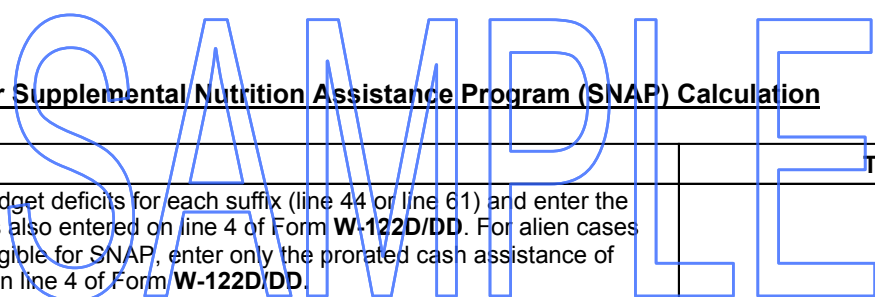 r Supplemental Nutrition Assistance Program (SNAP) Calculation
T
dget deficits for each suffix (line 44 or line 61) and enter the
s also entered on line 4 of Form W-122D/DD. For alien cases
gible for SNAP, enter only the prorated cash assistance of
n line 4 of Form W-122D/DD.
SAMPLE